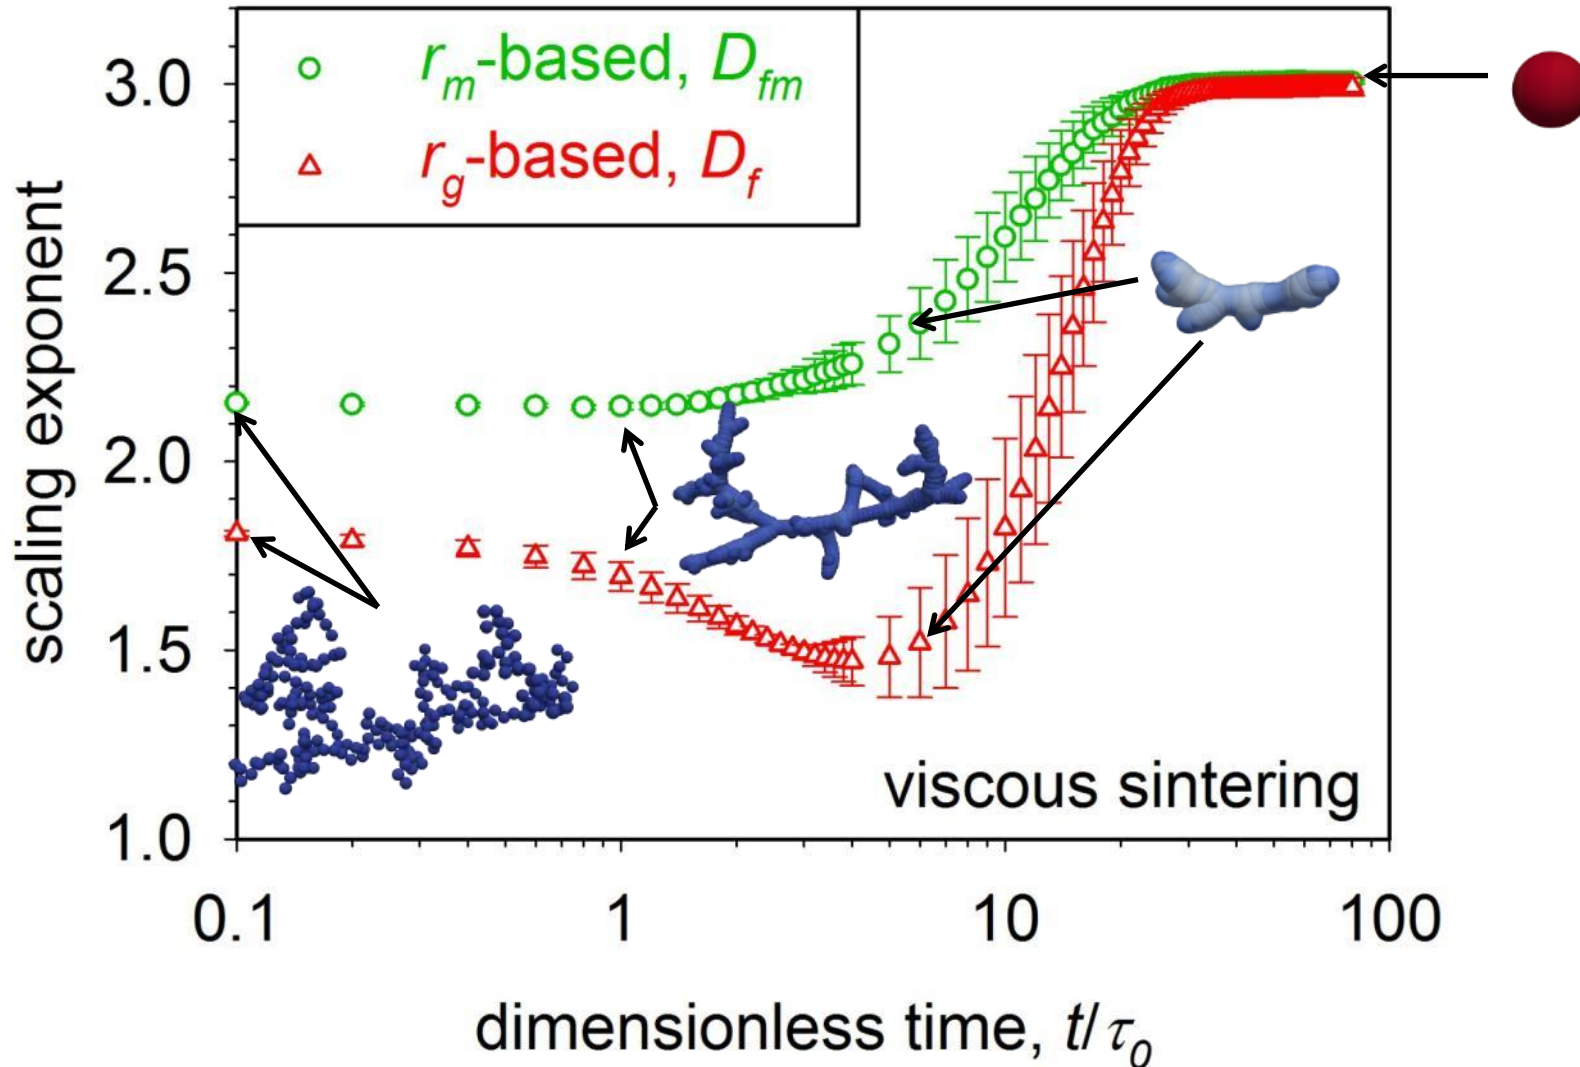 r_m-based, D_fm
r_g-based, D_f
3.0
2.5
2.0
1.5
1.0
scaling exponent
viscous sintering
0.1 1 10 100
dimensionless time, t/τ_0